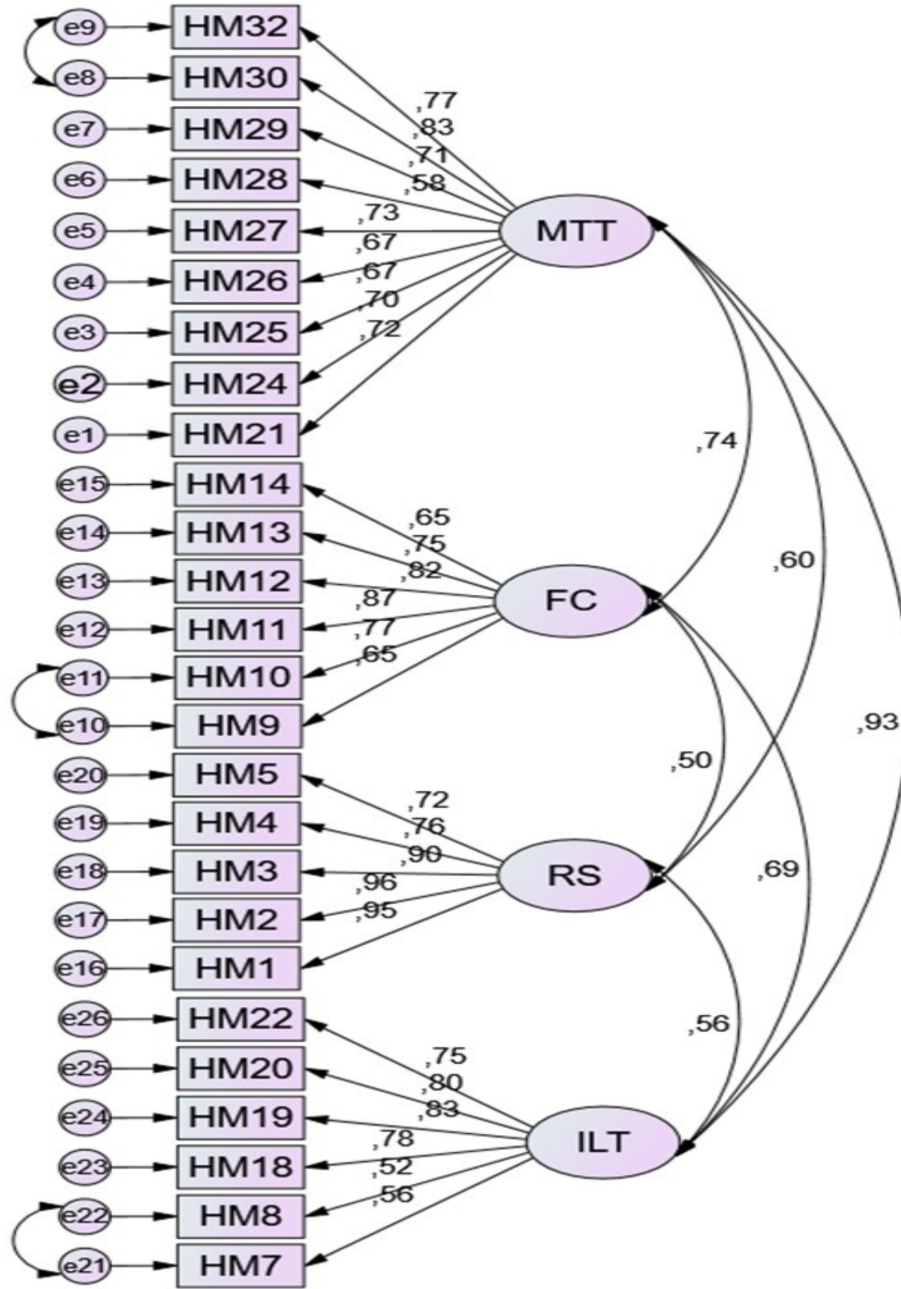 e9 HM32
e8 HM30
,77
e7 HM29
,83
,71
e6 HM28
,58
e5 HM27
,73
MTT
e4 HM26
,67
,67
e3 HM25
,70
,72
e2 HM24
e1 HM21
,74
e15 HM14
,65
e14 HM13
,75
,60
e13 HM12
,82
,87
FC
e12 HM11
,77
,65
e11 HM10
e10 HM9
,93
,50
e20 HM5
,72
e19 HM4
,76
,90
e18 HM3
,96
RS
,69
e17 HM2
,95
e16 HM1
e26 HM22
,56
,75
e25 HM20
,80
,83
e24 HM19
,78
ILT
e23 HM18
,52
,56
e22 HM8
e21 HM7